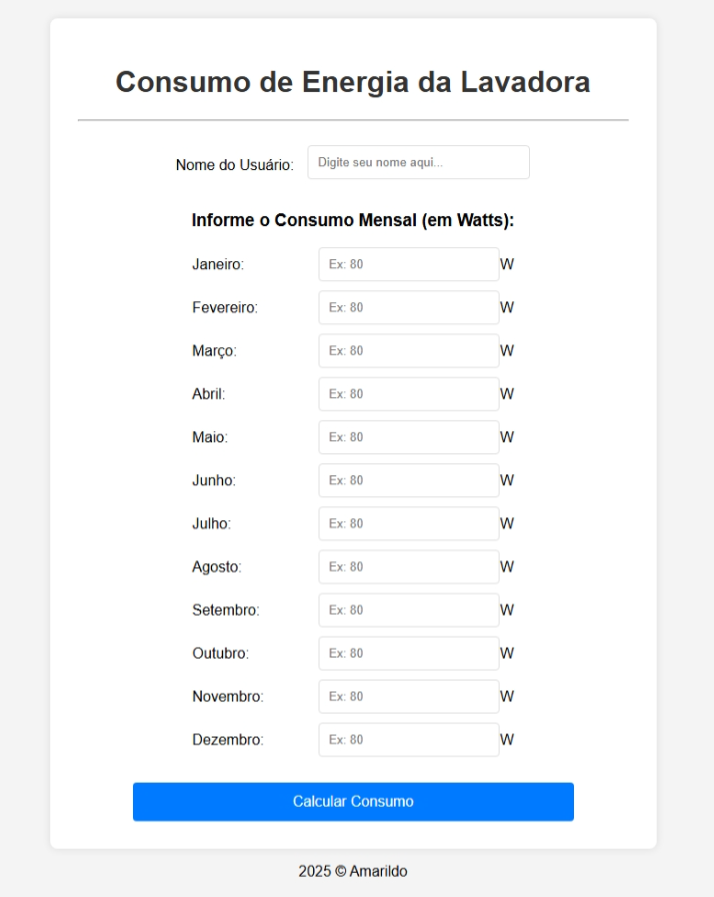 Consumo de Energia da Lavadora
Nome do Usuário: Digite seu nome aqui...
Informe o Consumo Mensal (em Watts):
Janeiro: Ex: 80 W
Fevereiro: Ex: 80 W
Março: Ex: 80 W
Abril: Ex: 80 W
Maio: Ex: 80 W
Junho: Ex: 80 W
Julho: Ex: 80 W
Agosto: Ex: 80 W
Setembro: Ex: 80 W
Outubro: Ex: 80 W
Novembro: Ex: 80 W
Dezembro: Ex: 80 W
Calcular Consumo
2025 © Amarildo